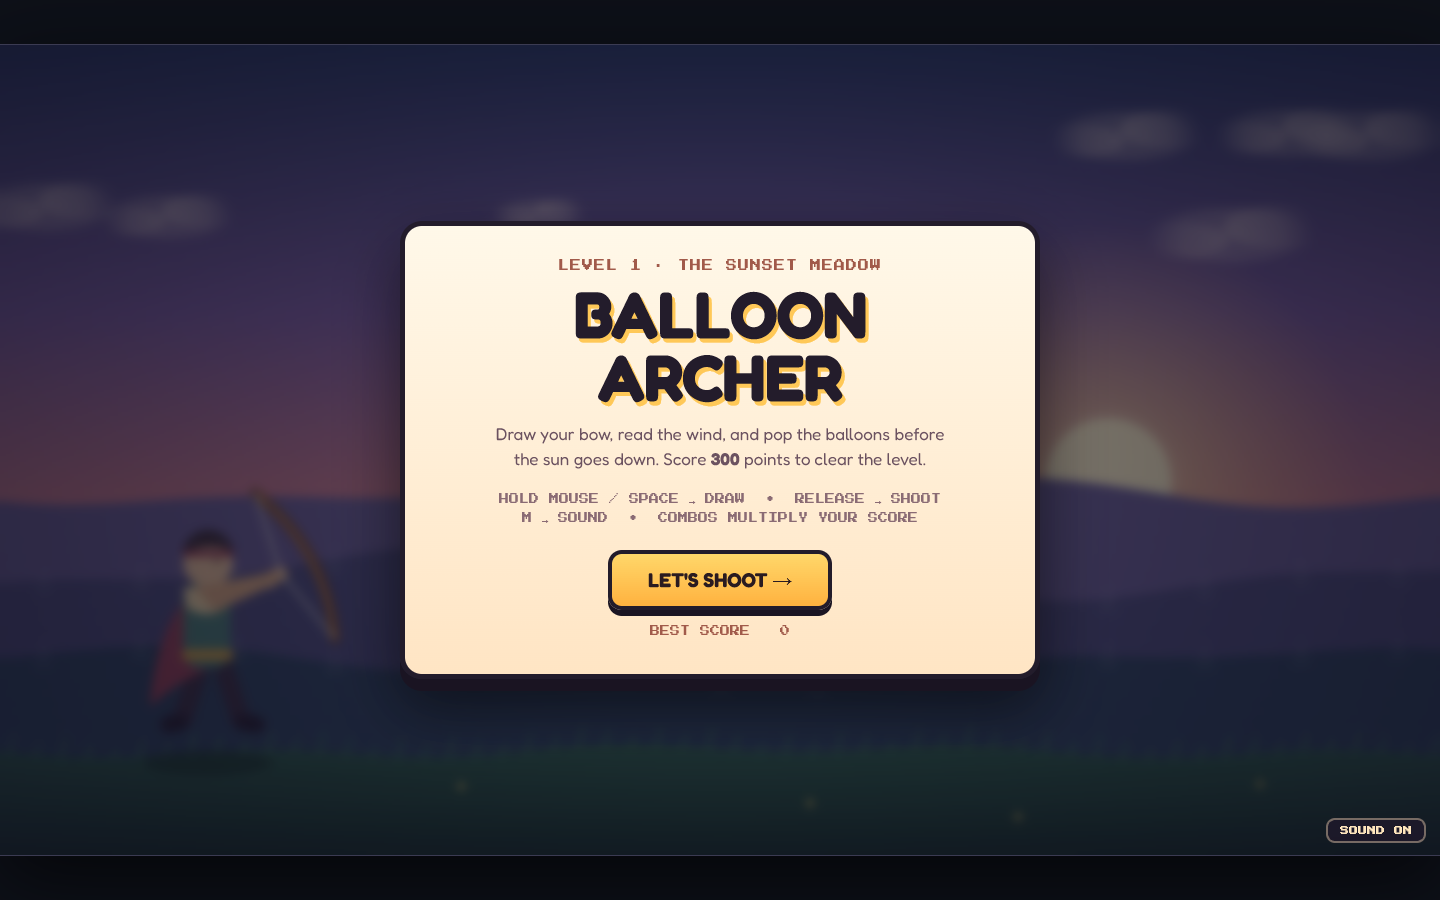 LEVEL 1 · THE SUNSET MEADOW
BALLOON
ARCHER
Draw your bow, read the wind, and pop the balloons before
the sun goes down. Score 300 points to clear the level.
HOLD MOUSE / SPACE → DRAW • RELEASE → SHOOT
M → SOUND • COMBOS MULTIPLY YOUR SCORE
LET'S SHOOT →
BEST SCORE 0
SOUND ON